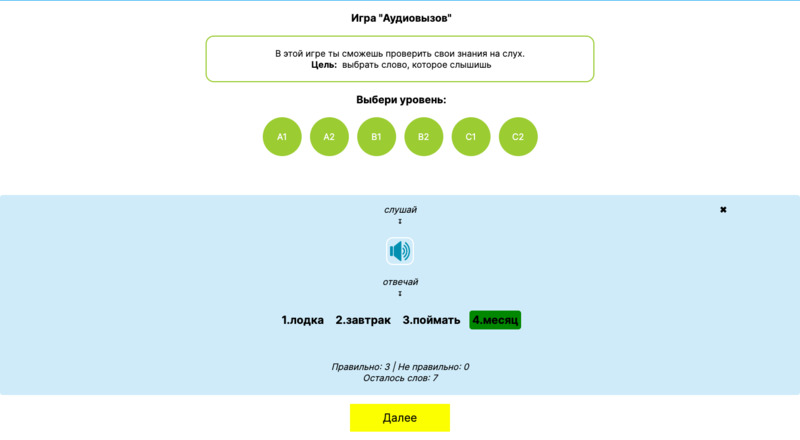 Игра "Аудиовызов"
В этой игре ты сможешь проверить свои знания на слух.
Цель: выбрать слово, которое слышишь
Выбери уровень:
A1 A2 B1 B2 C1 C2
слушай
отвечай
1.лодка 2.завтрак 3.поймать 4.месяц
Правильно: 3 | Не правильно: 0
Осталось слов: 7
Далее